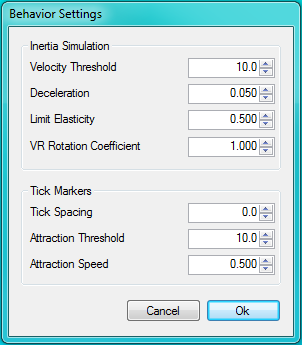 Behavior Settings
Inertia Simulation
Velocity Threshold 10.0
Deceleration 0.050
Limit Elasticity 0.500
VR Rotation Coefficient 1.000
Tick Markers
Tick Spacing 0.0
Attraction Threshold 10.0
Attraction Speed 0.500
Cancel Ok